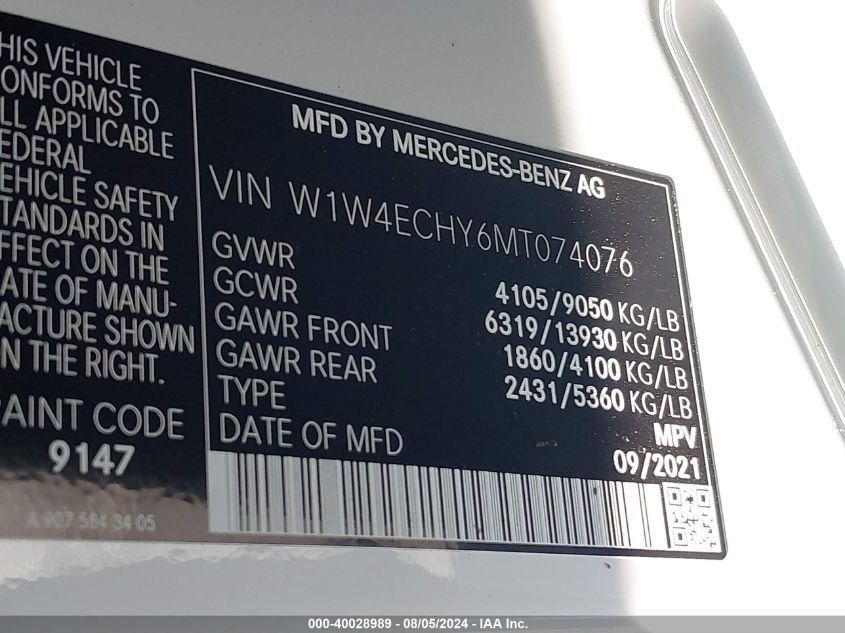 HIS VEHICLE
ONFORMS TO
LL APPLICABLE
EDERAL
EHICLE SAFETY
TANDARDS IN
FFECT ON THE
ATE OF MANU-
ACTURE SHOWN
N THE RIGHT.
PAINT CODE
9147
A 907 584 34 05
MFD BY MERCEDES-BENZ AG
VIN W1W4ECHY6MT074076
GVWR 4105/9050 KG/LB
GCWR 6319/13930 KG/LB
GAWR FRONT 1860/4100 KG/LB
GAWR REAR 2431/5360 KG/LB
TYPE MPV
DATE OF MFD 09/2021
000-40028989 - 08/05/2024 - IAA Inc.